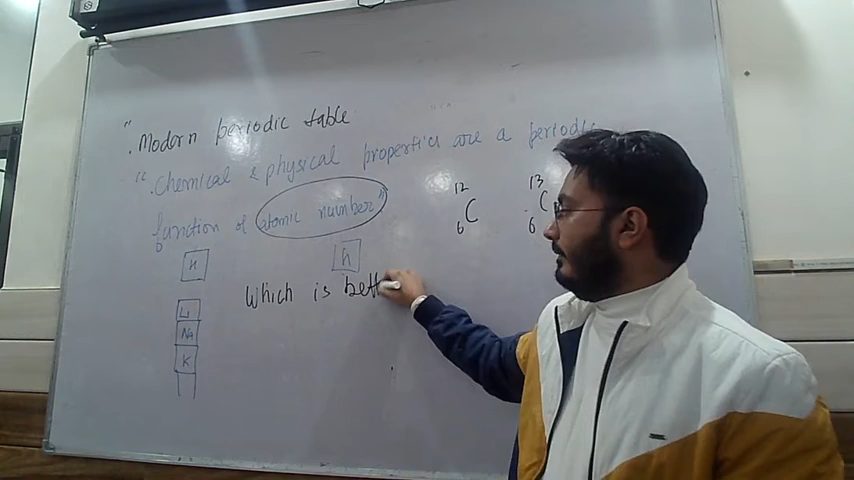 " Modern periodic table
" Chemical & physical properties are a periodic
function of atomic number"
12 C 6
13 C 6
H
h
Which is bett
Li
Na
K